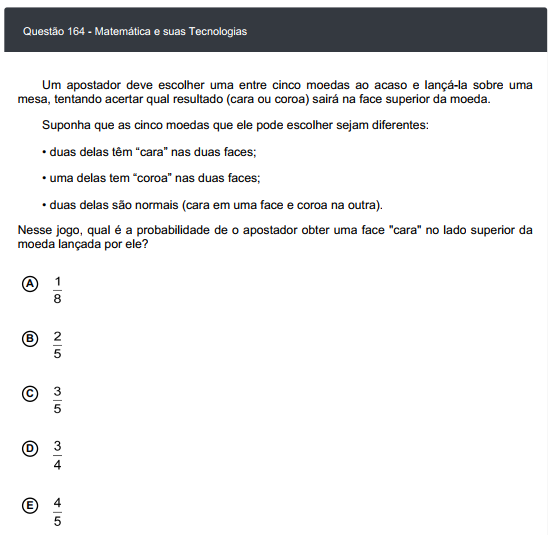 Questão 164 - Matemática e suas Tecnologias
Um apostador deve escolher uma entre cinco moedas ao acaso e lançá-la sobre uma
mesa, tentando acertar qual resultado (cara ou coroa) sairá na face superior da moeda.
Suponha que as cinco moedas que ele pode escolher sejam diferentes:
• duas delas têm “cara” nas duas faces;
• uma delas tem “coroa” nas duas faces;
• duas delas são normais (cara em uma face e coroa na outra).
Nesse jogo, qual é a probabilidade de o apostador obter uma face "cara" no lado superior da
moeda lançada por ele?
A 1/8
B 2/5
C 3/5
D 3/4
E 4/5